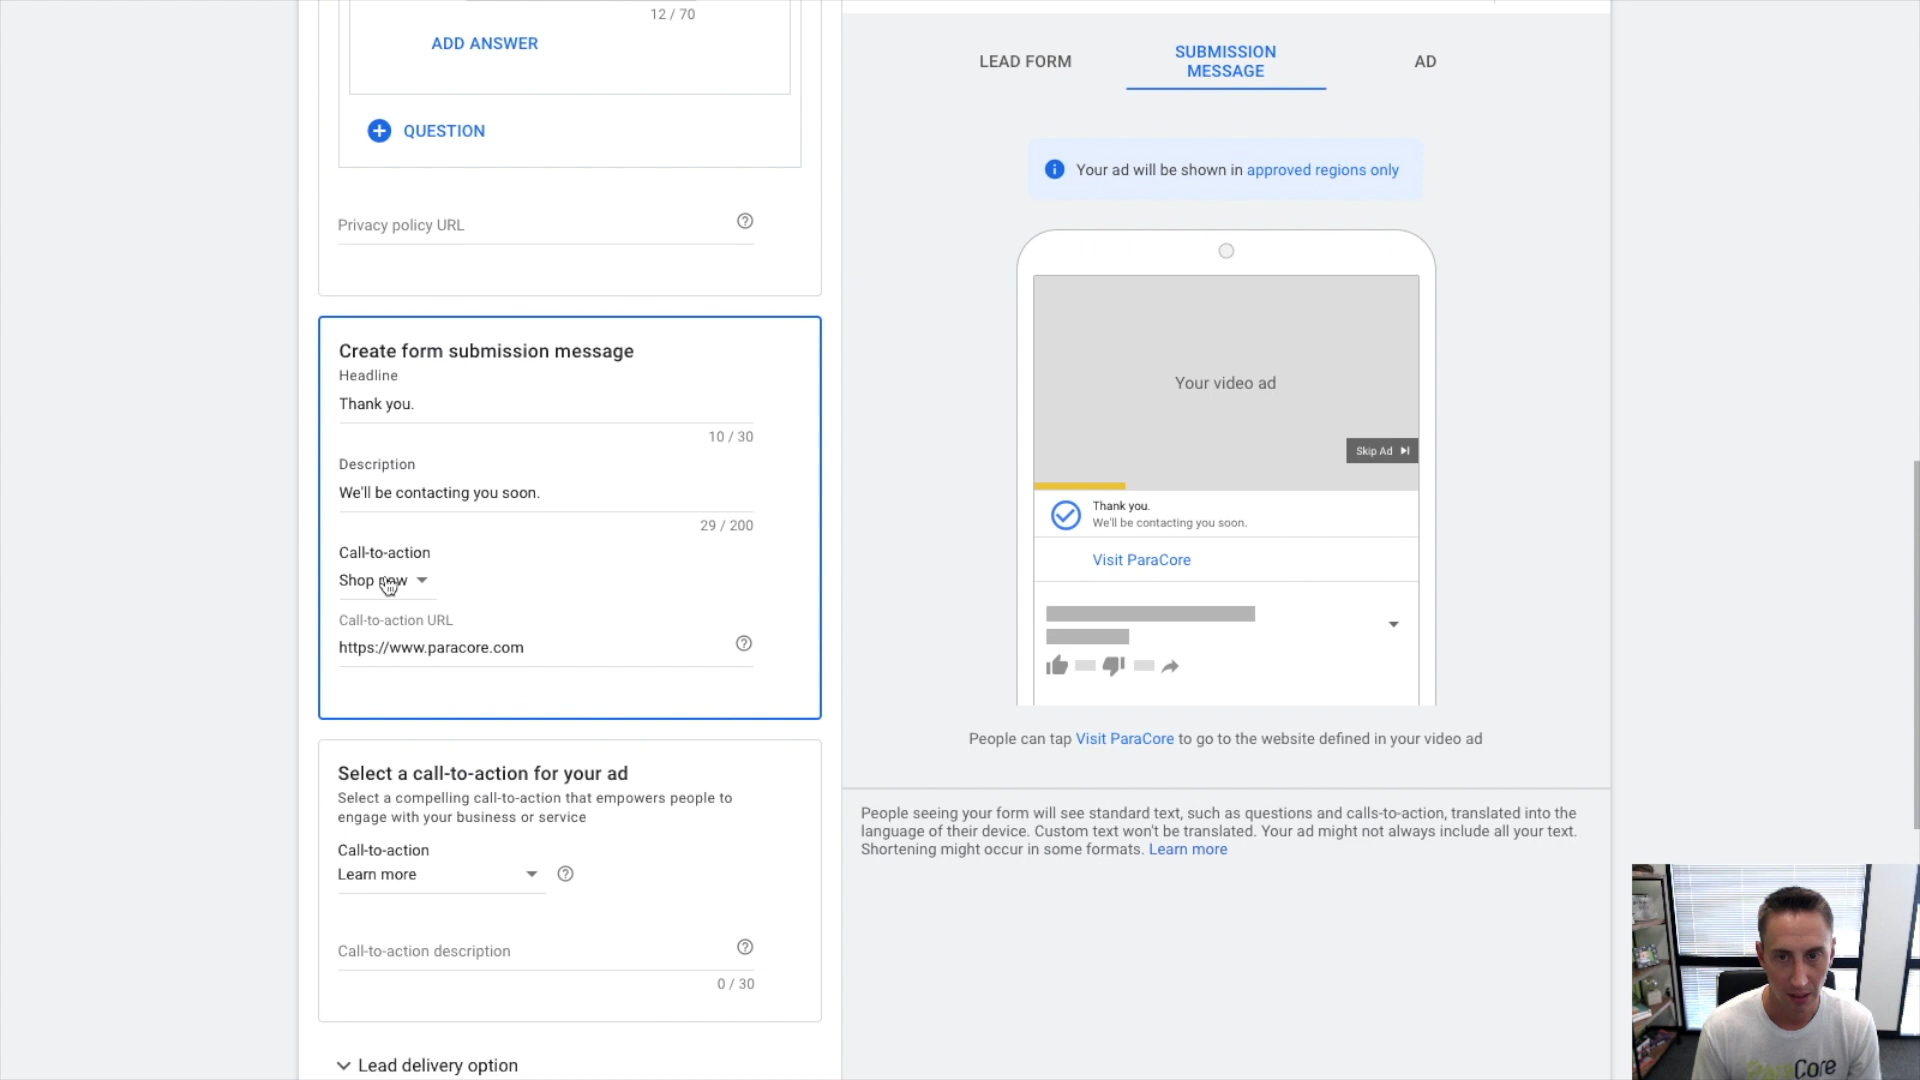 12 / 70
ADD ANSWER
QUESTION
Privacy policy URL
Create form submission message
Headline
Thank you.
10 / 30
Description
We'll be contacting you soon.
29 / 200
Call-to-action
Shop now
Call-to-action URL
https://www.paracore.com
Select a call-to-action for your ad
Select a compelling call-to-action that empowers people to
engage with your business or service
Call-to-action
Learn more
Call-to-action description
0 / 30
Lead delivery option
LEAD FORM
SUBMISSION
MESSAGE
AD
Your ad will be shown in approved regions only
Your video ad
Skip Ad
Thank you.
We'll be contacting you soon.
Visit ParaCore
People can tap Visit ParaCore to go to the website defined in your video ad
People seeing your form will see standard text, such as questions and calls-to-action, translated into the
language of their device. Custom text won't be translated. Your ad might not always include all your text.
Shortening might occur in some formats. Learn more
ParaCore